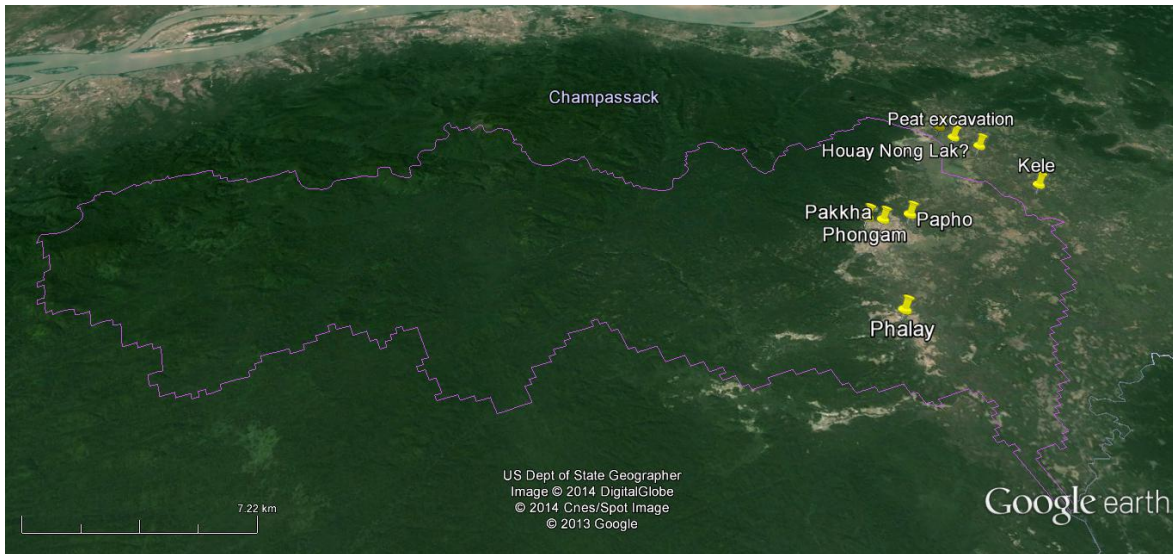 Champassack
Peat excavation
Houay Nong Lak?
Kele
Pakkha
Papho
Phongam
Phalay
US Dept of State Geographer
Image © 2014 DigitalGlobe
© 2014 Cnes/Spot Image
© 2013 Google
7.22 km
Google earth